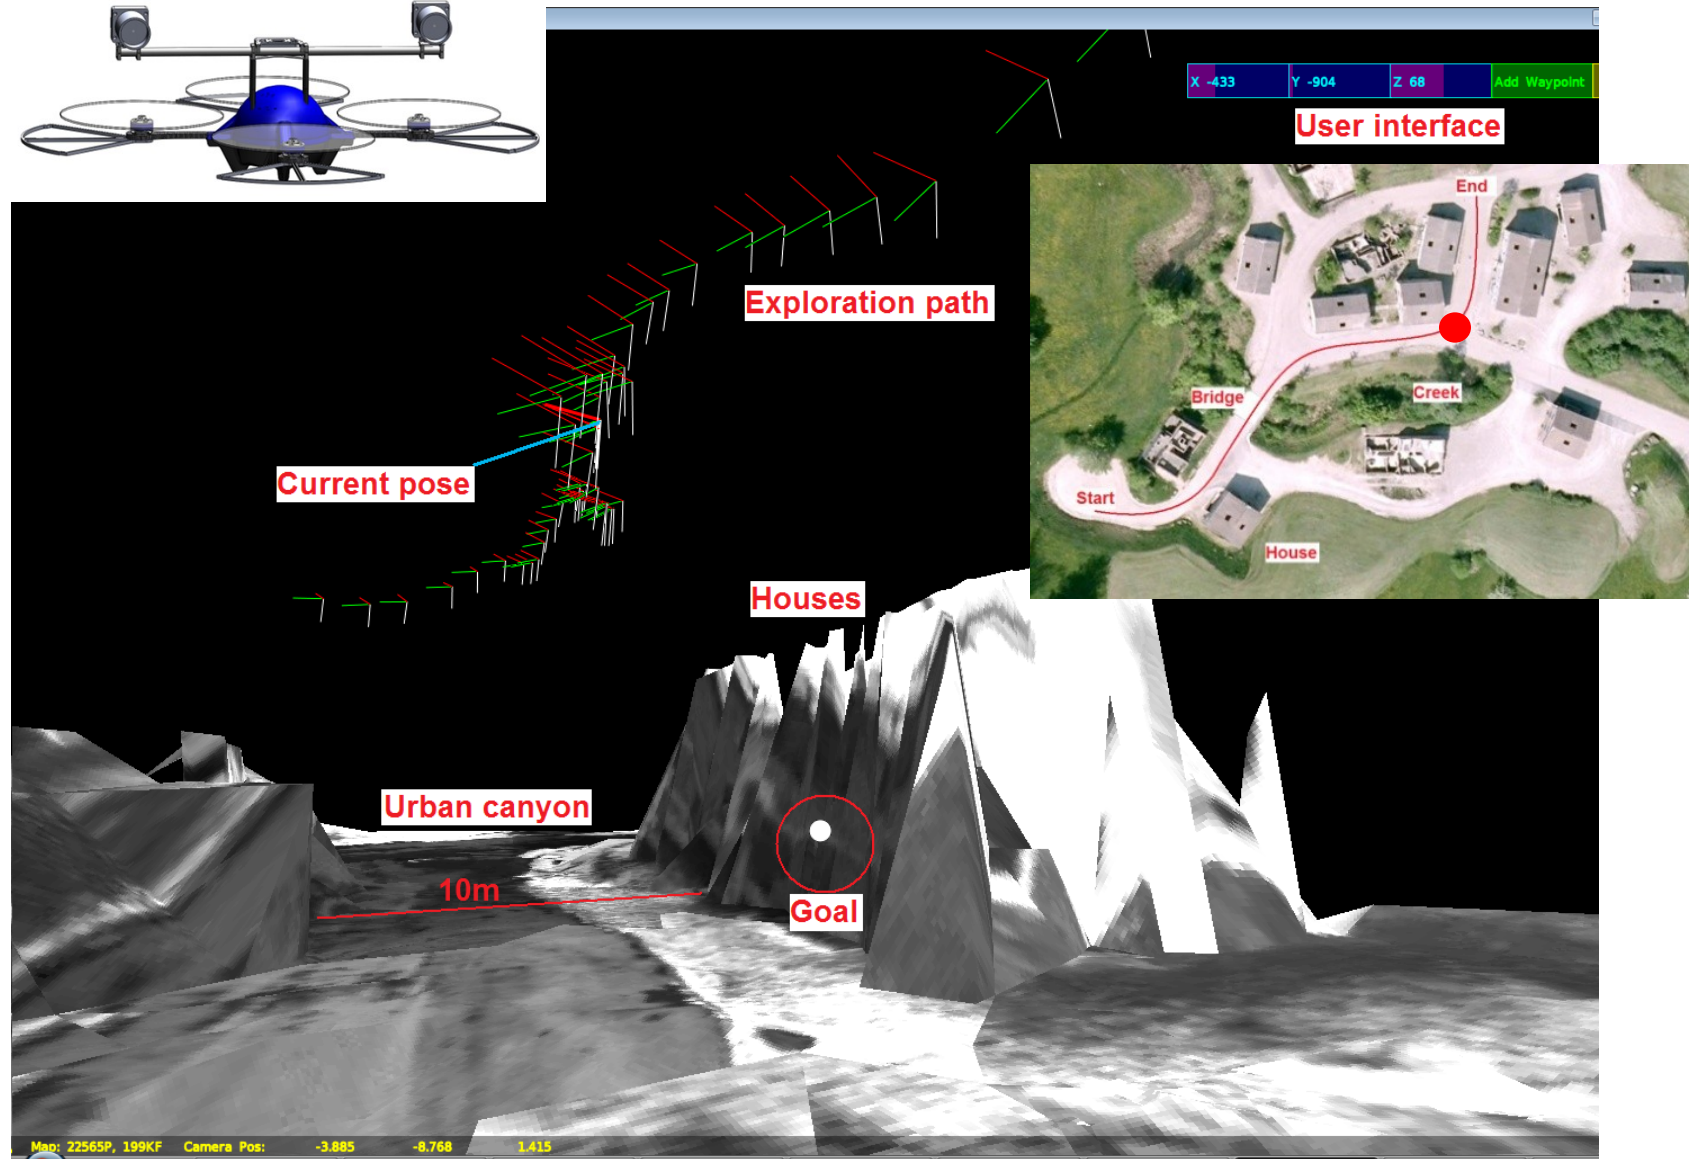 X -433 Y -904 Z 68 Add Waypoint
User interface
End
Exploration path
Bridge
Creek
Current pose
Start
House
Houses
Urban canyon
10m
Goal
Map: 22565P, 199KF Camera Pos: -3.885 -8.768 1.415